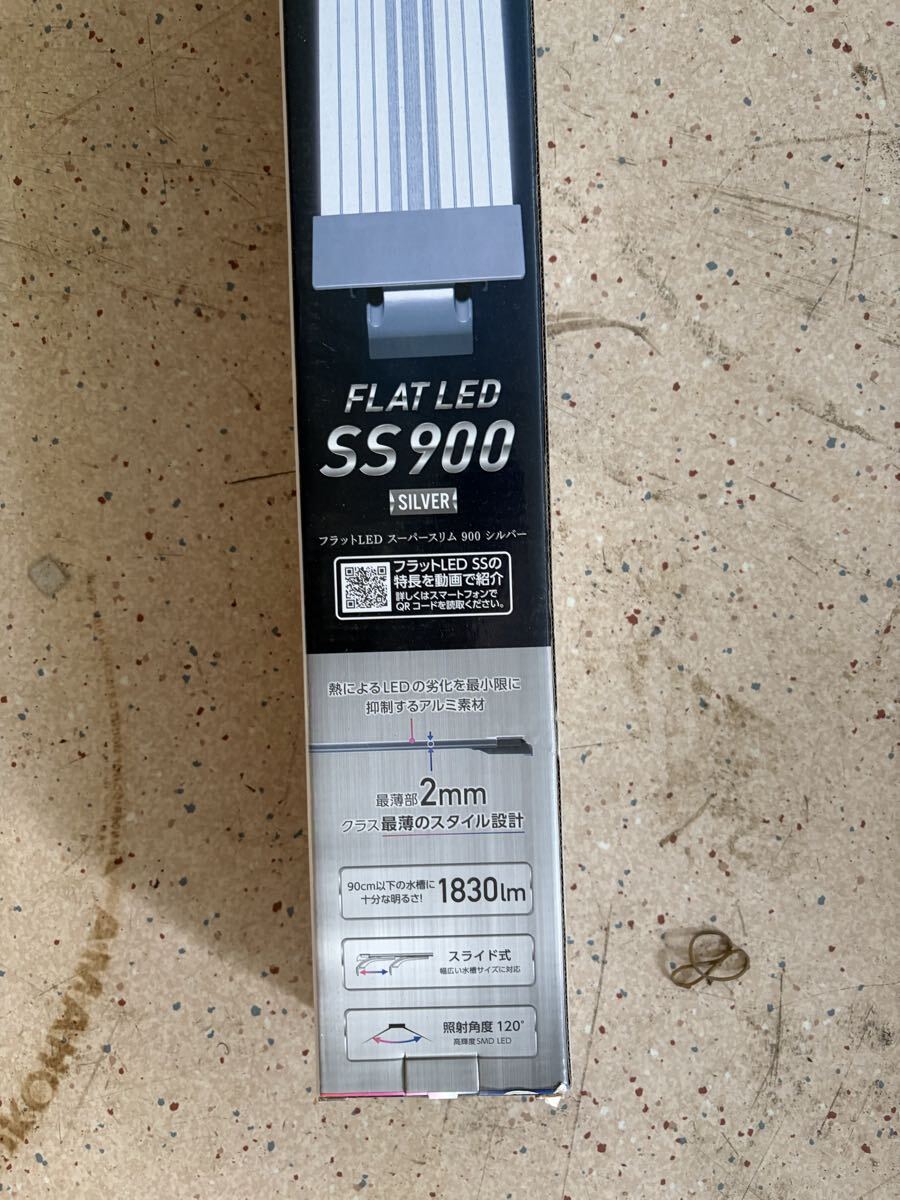 FLAT LED
SS900
SILVER
フラットLED スーパースリム 900 シルバー
フラットLED SSの
特長を動画で紹介
詳しくはスマートフォンで
QRコードを読取ください。
熱によるLEDの劣化を最小限に
抑制するアルミ素材
最薄部2mm
クラス最薄のスタイル設計
90cm以下の水槽に
十分な明るさ!
1830lm
スライド式
幅広い水槽サイズに対応
照射角度 120°
高輝度SMD LED